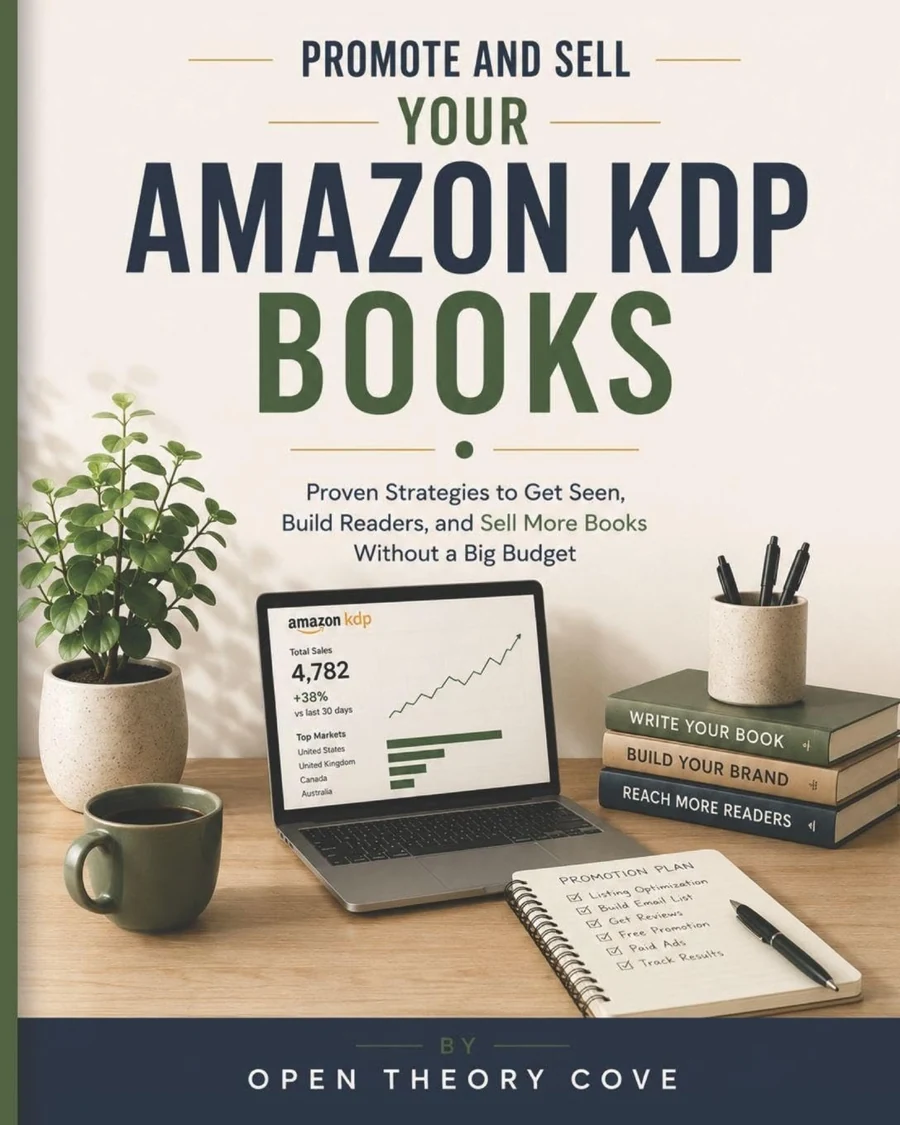 PROMOTE AND SELL
YOUR
AMAZON KDP
BOOKS
Proven Strategies to Get Seen,
Build Readers, and Sell More Books
Without a Big Budget
amazon kdp
Total Sales
4,782
+38%
vs last 30 days
Top Markets
United States
United Kingdom
Canada
Australia
WRITE YOUR BOOK
BUILD YOUR BRAND
REACH MORE READERS
PROMOTION PLAN
Listing Optimization
Build Email List
Get Reviews
Free Promotion
Paid Ads
Track Results
BY
OPEN THEORY COVE